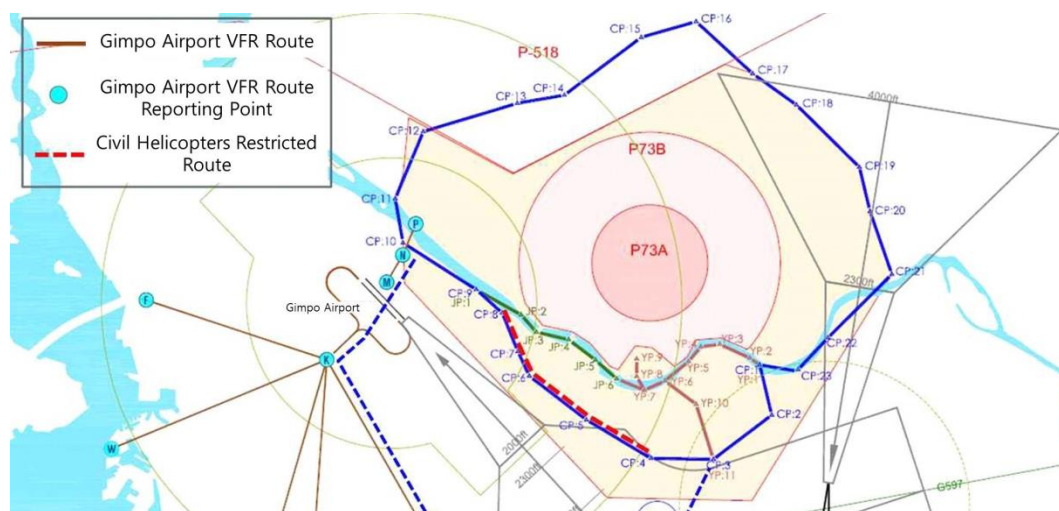 Gimpo Airport VFR Route
Gimpo Airport VFR Route
Reporting Point
Civil Helicopters Restricted
Route
P-518
CP:15
CP:16
CP:17
CP:14
CP:13
CP:18
4000ft
CP:12
P73B
CP:19
CP:11
CP:20
P
CP:10
N
P73A
M
CP:21
2300ft
CP:9
JP:1
F
Gimpo Airport
CP:8
JP:2
JP:3
JP:4
YP:4
YP:3
CP:22
K
CP:7
JP:5
YP:9
YP:5
YP:2
CP:1
YP:1
CP:23
CP:6
JP:6
YP:8
YP:6
YP:7
YP:10
CP:5
CP:2
W
2000ft
CP:4
CP:3
YP:11
2300ft
G597